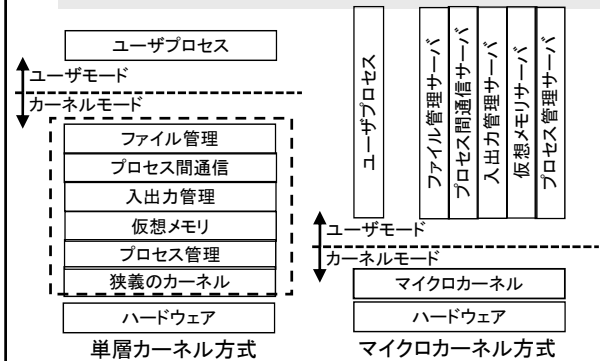 ユーザプロセス
ユーザモード
カーネルモード
ファイル管理
プロセス間通信
入出力管理
仮想メモリ
プロセス管理
狭義のカーネル
ハードウェア
単層カーネル方式
ユーザプロセス
ファイル管理サーバ
プロセス間通信サーバ
入出力管理サーバ
仮想メモリサーバ
プロセス管理サーバ
ユーザモード
カーネルモード
マイクロカーネル
ハードウェア
マイクロカーネル方式